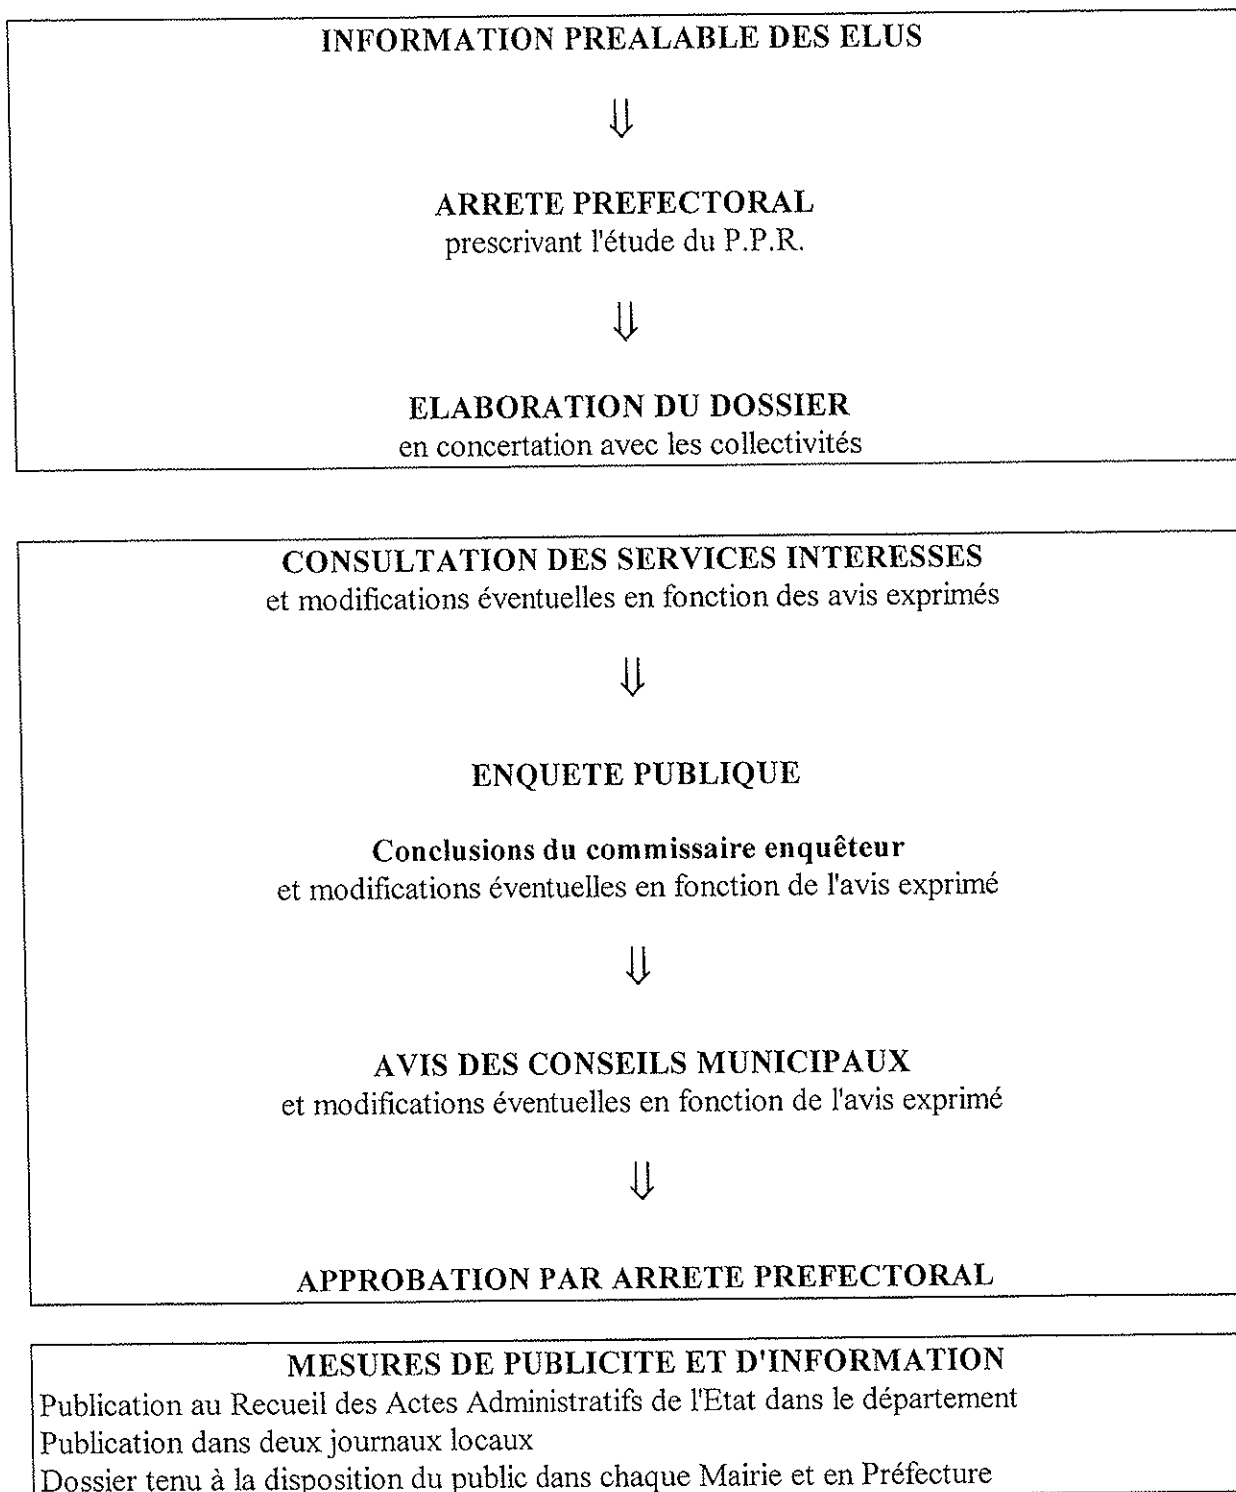 INFORMATION PREALABLE DES ELUS
⇓
ARRETE PREFECTORAL
prescrivant l'étude du P.P.R.
⇓
ELABORATION DU DOSSIER
en concertation avec les collectivités
CONSULTATION DES SERVICES INTERESSES
et modifications éventuelles en fonction des avis exprimés
⇓
ENQUETE PUBLIQUE
Conclusions du commissaire enquêteur
et modifications éventuelles en fonction de l'avis exprimé
⇓
AVIS DES CONSEILS MUNICIPAUX
et modifications éventuelles en fonction de l'avis exprimé
⇓
APPROBATION PAR ARRETE PREFECTORAL
MESURES DE PUBLICITE ET D'INFORMATION
Publication au Recueil des Actes Administratifs de l'Etat dans le département
Publication dans deux journaux locaux
Dossier tenu à la disposition du public dans chaque Mairie et en Préfecture